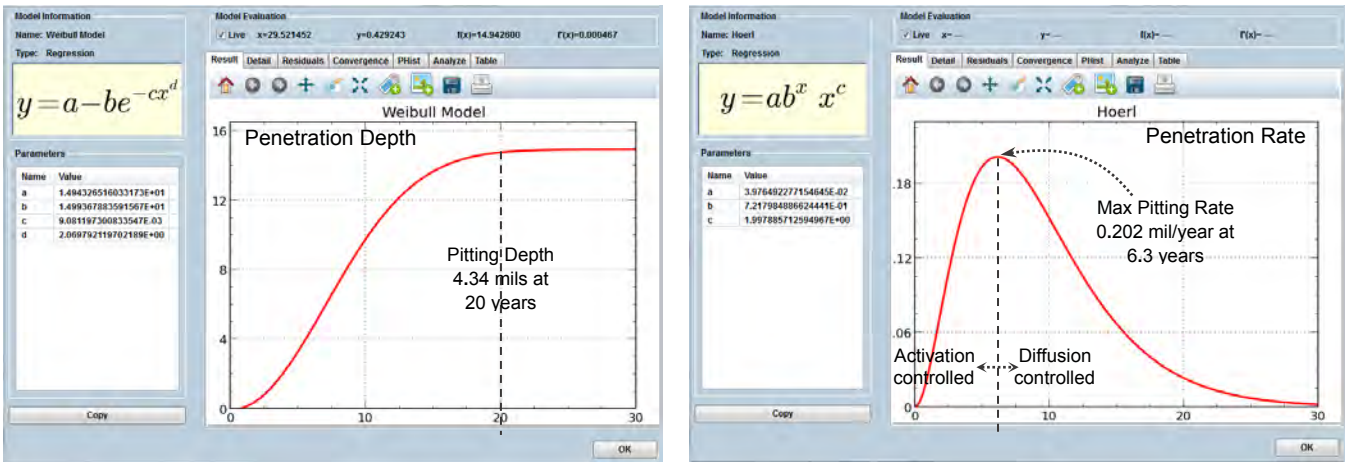 Model Information
Name: Weibull Model
Type: Regression
y=a−be^{−cx^d}
Parameters
Name Value
a 1.494326516033173E+01
b 1.499367883591567E+01
c 9.081197300833547E-03
d 2.069792119702189E+00
Copy
Model Evaluation
Live x=29.521452 y=0.429243 f(x)=14.942600 f'(x)=0.000467
Result Detail Residuals Convergence PHist Analyze Table
Weibull Model
Penetration Depth
16
12
8
4
Pitting Depth
4.34 mils at
20 years
0 10 20 30
OK
Model Information
Name: Hoerl
Type: Regression
y=ab^x x^c
Parameters
Name Value
a 3.976492277154645E-02
b 7.217984886624441E-01
c 1.997885712594967E+00
Copy
Model Evaluation
Live x= --- y= --- f(x)= --- f'(x)= ---
Result Detail Residuals Convergence PHist Analyze Table
Hoerl
Penetration Rate
.18
.12
.06
0
Max Pitting Rate
0.202 mil/year at
6.3 years
Activation
controlled
Diffusion
controlled
0 10 20 30
OK